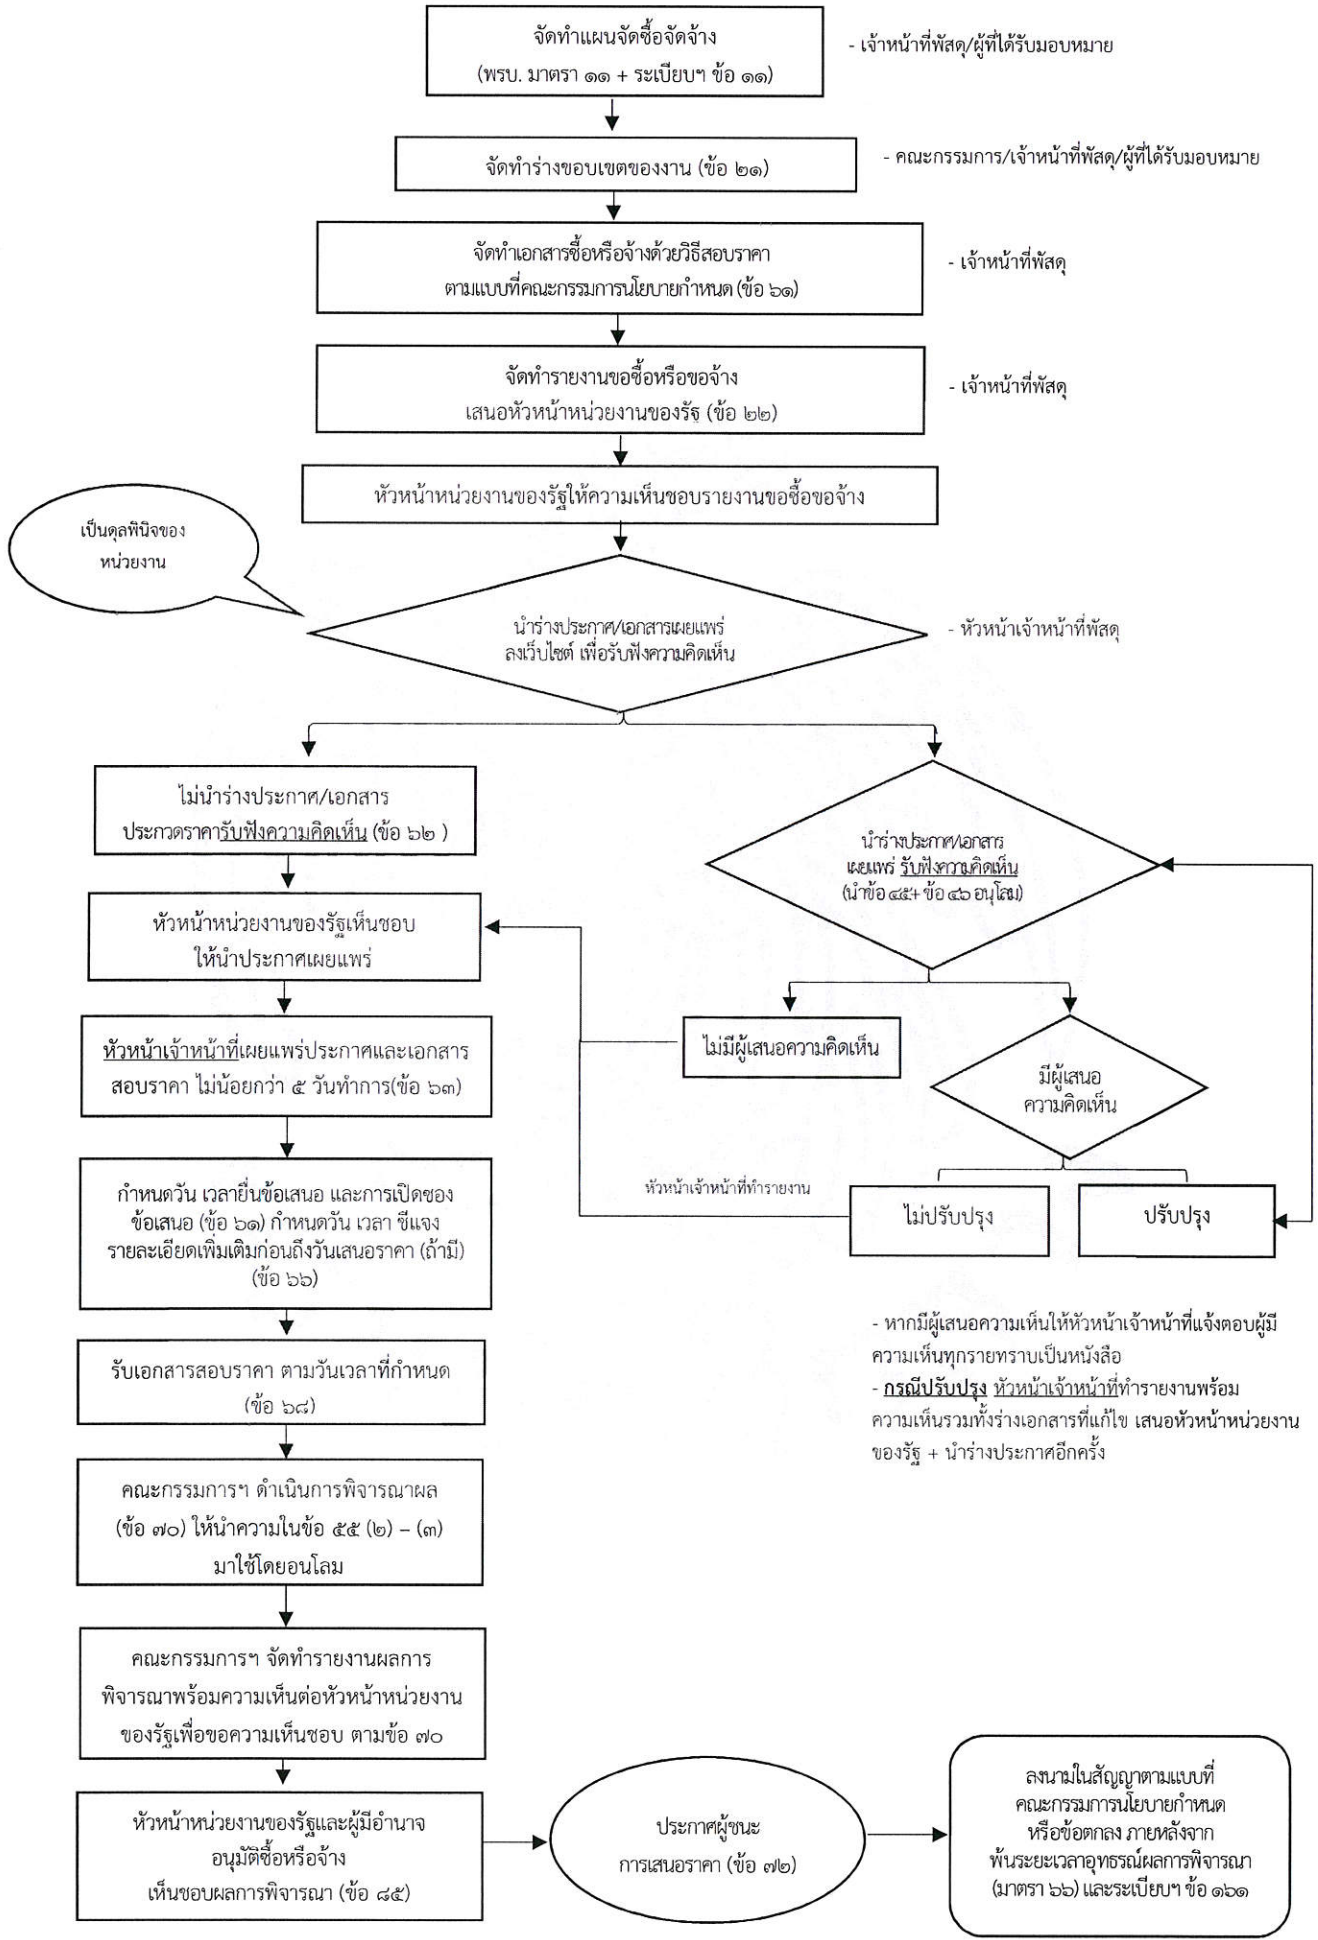 จัดทำแผนจัดซื้อจัดจ้าง
(พรบ. มาตรา ๑๑ + ระเบียบฯ ข้อ ๑๑)
- เจ้าหน้าที่พัสดุ/ผู้ที่ได้รับมอบหมาย
จัดทำร่างขอบเขตของงาน (ข้อ ๒๑)
- คณะกรรมการ/เจ้าหน้าที่พัสดุ/ผู้ที่ได้รับมอบหมาย
จัดทำเอกสารซื้อหรือจ้างด้วยวิธีสอบราคา
ตามแบบที่คณะกรรมการนโยบายกำหนด (ข้อ ๖๑)
- เจ้าหน้าที่พัสดุ
จัดทำรายงานขอซื้อหรือขอจ้าง
เสนอหัวหน้าหน่วยงานของรัฐ (ข้อ ๒๒)
- เจ้าหน้าที่พัสดุ
หัวหน้าหน่วยงานของรัฐให้ความเห็นชอบรายงานขอซื้อขอจ้าง
เป็นดุลพินิจของ
หน่วยงาน
นำร่างประกาศ/เอกสารเผยแพร่
ลงเว็บไซต์ เพื่อรับฟังความคิดเห็น
- หัวหน้าเจ้าหน้าที่พัสดุ
ไม่นำร่างประกาศ/เอกสาร
ประกวดราคารับฟังความคิดเห็น (ข้อ ๖๒ )
นำร่างประกาศ/เอกสาร
เผยแพร่ รับฟังความคิดเห็น
(นำข้อ ๔๕+ ข้อ ๔๖ อนุโลม)
หัวหน้าหน่วยงานของรัฐเห็นชอบ
ให้นำประกาศเผยแพร่
หัวหน้าเจ้าหน้าที่เผยแพร่ประกาศและเอกสาร
สอบราคา ไม่น้อยกว่า ๕ วันทำการ(ข้อ ๖๓)
ไม่มีผู้เสนอความคิดเห็น
มีผู้เสนอ
ความคิดเห็น
กำหนดวัน เวลายื่นข้อเสนอ และการเปิดซอง
ข้อเสนอ (ข้อ ๖๑) กำหนดวัน เวลา ชี้แจง
รายละเอียดเพิ่มเติมก่อนถึงวันเสนอราคา (ถ้ามี)
(ข้อ ๖๖)
หัวหน้าเจ้าหน้าที่ทำรายงาน
ไม่ปรับปรุง
ปรับปรุง
- หากมีผู้เสนอความเห็นให้หัวหน้าเจ้าหน้าที่แจ้งตอบผู้มี
ความเห็นทุกรายทราบเป็นหนังสือ
- กรณีปรับปรุง หัวหน้าเจ้าหน้าที่ทำรายงานพร้อม
ความเห็นรวมทั้งร่างเอกสารที่แก้ไข เสนอหัวหน้าหน่วยงาน
ของรัฐ + นำร่างประกาศอีกครั้ง
รับเอกสารสอบราคา ตามวันเวลาที่กำหนด
(ข้อ ๖๘)
คณะกรรมการฯ ดำเนินการพิจารณาผล
(ข้อ ๗๐) ให้นำความในข้อ ๕๕ (๒) – (๓)
มาใช้โดยอนโลม
คณะกรรมการฯ จัดทำรายงานผลการ
พิจารณาพร้อมความเห็นต่อหัวหน้าหน่วยงาน
ของรัฐเพื่อขอความเห็นชอบ ตามข้อ ๗๐
หัวหน้าหน่วยงานของรัฐและผู้มีอำนาจ
อนุมัติซื้อหรือจ้าง
เห็นชอบผลการพิจารณา (ข้อ ๘๕)
ประกาศผู้ชนะ
การเสนอราคา (ข้อ ๗๒)
ลงนามในสัญญาตามแบบที่
คณะกรรมการนโยบายกำหนด
หรือข้อตกลง ภายหลังจาก
พ้นระยะเวลาอุทธรณ์ผลการพิจารณา
(มาตรา ๖๖) และระเบียบฯ ข้อ ๑๖๑